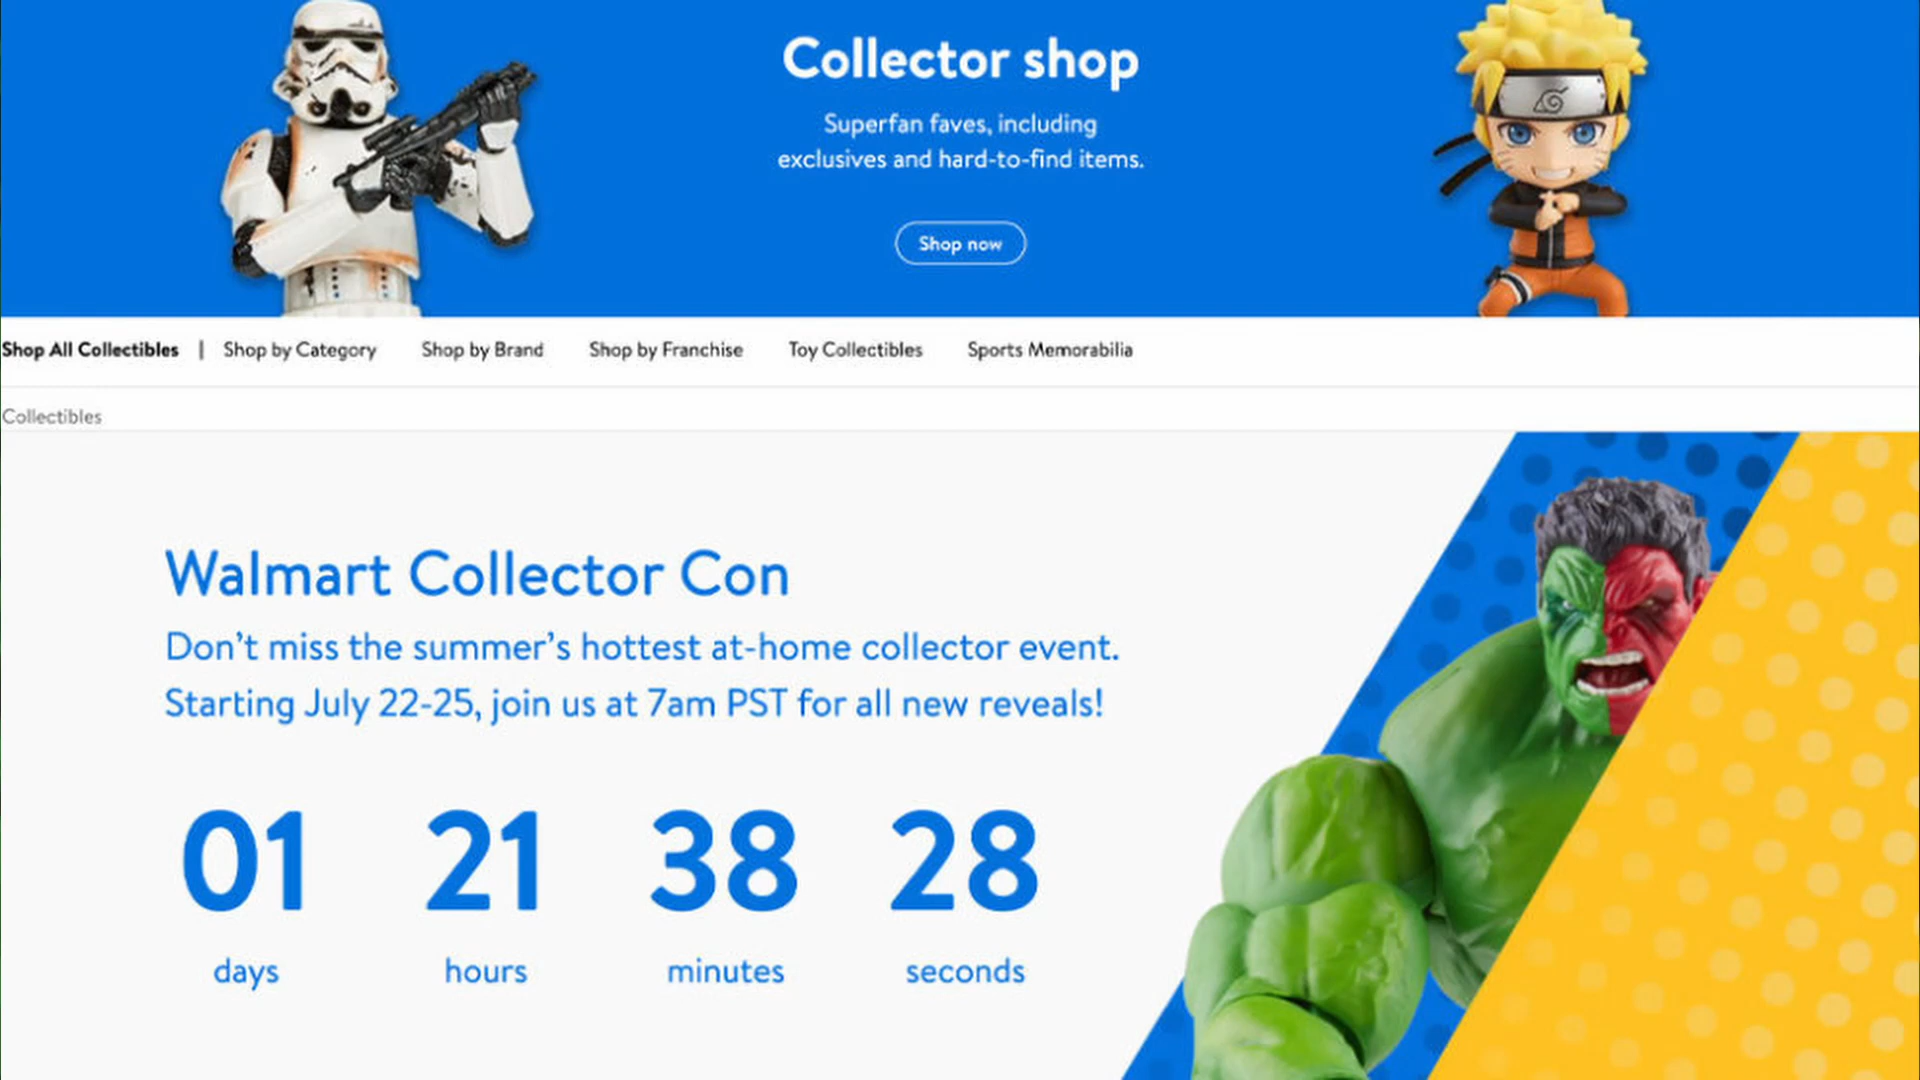 Collector shop
Superfan faves, including
exclusives and hard-to-find items.
Shop now
Shop All Collectibles | Shop by Category Shop by Brand Shop by Franchise Toy Collectibles Sports Memorabilia
Collectibles
Walmart Collector Con
Don’t miss the summer’s hottest at-home collector event.
Starting July 22-25, join us at 7am PST for all new reveals!
01 21 38 28
days hours minutes seconds